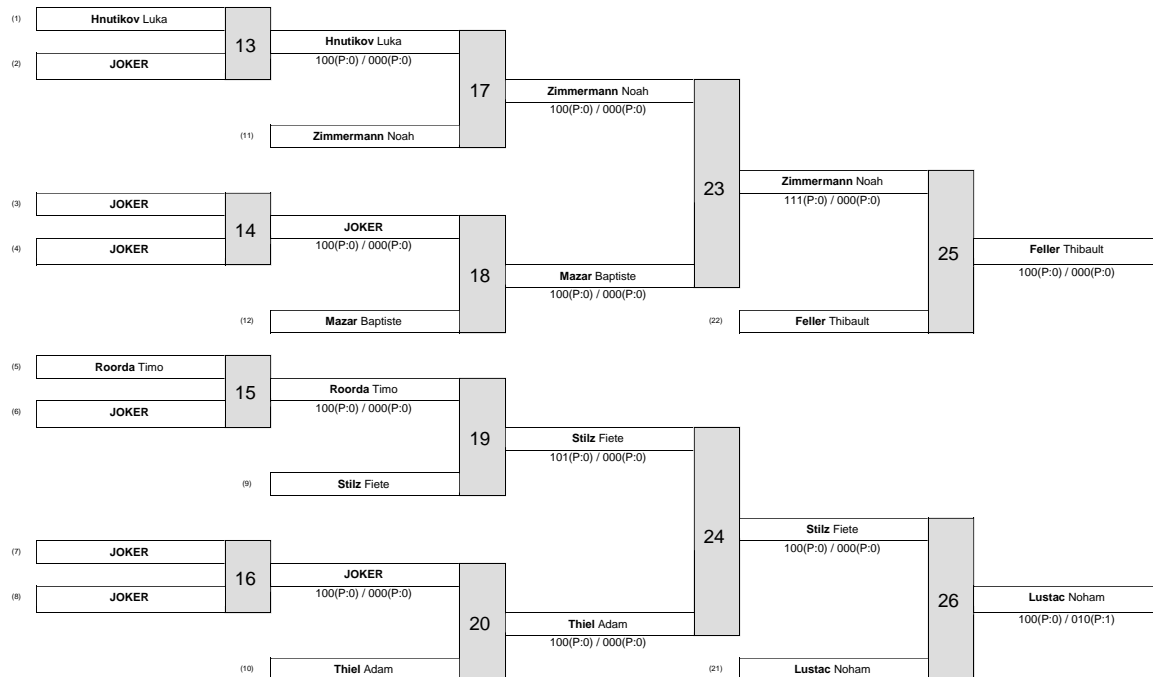 (1) Hnutikov Luka
13
Hnutikov Luka
(2) JOKER
100(P:0) / 000(P:0)
17
Zimmermann Noah
100(P:0) / 000(P:0)
(11) Zimmermann Noah
23
Zimmermann Noah
111(P:0) / 000(P:0)
(3) JOKER
14
JOKER
(4) JOKER
100(P:0) / 000(P:0)
18
Mazar Baptiste
100(P:0) / 000(P:0)
(12) Mazar Baptiste
25
Feller Thibault
100(P:0) / 000(P:0)
(22) Feller Thibault
(5) Roorda Timo
15
Roorda Timo
(6) JOKER
100(P:0) / 000(P:0)
19
Stilz Fiete
101(P:0) / 000(P:0)
(9) Stilz Fiete
24
Stilz Fiete
100(P:0) / 000(P:0)
(7) JOKER
16
JOKER
(8) JOKER
100(P:0) / 000(P:0)
20
Thiel Adam
100(P:0) / 000(P:0)
(10) Thiel Adam
26
Lustac Noham
100(P:0) / 010(P:1)
(21) Lustac Noham